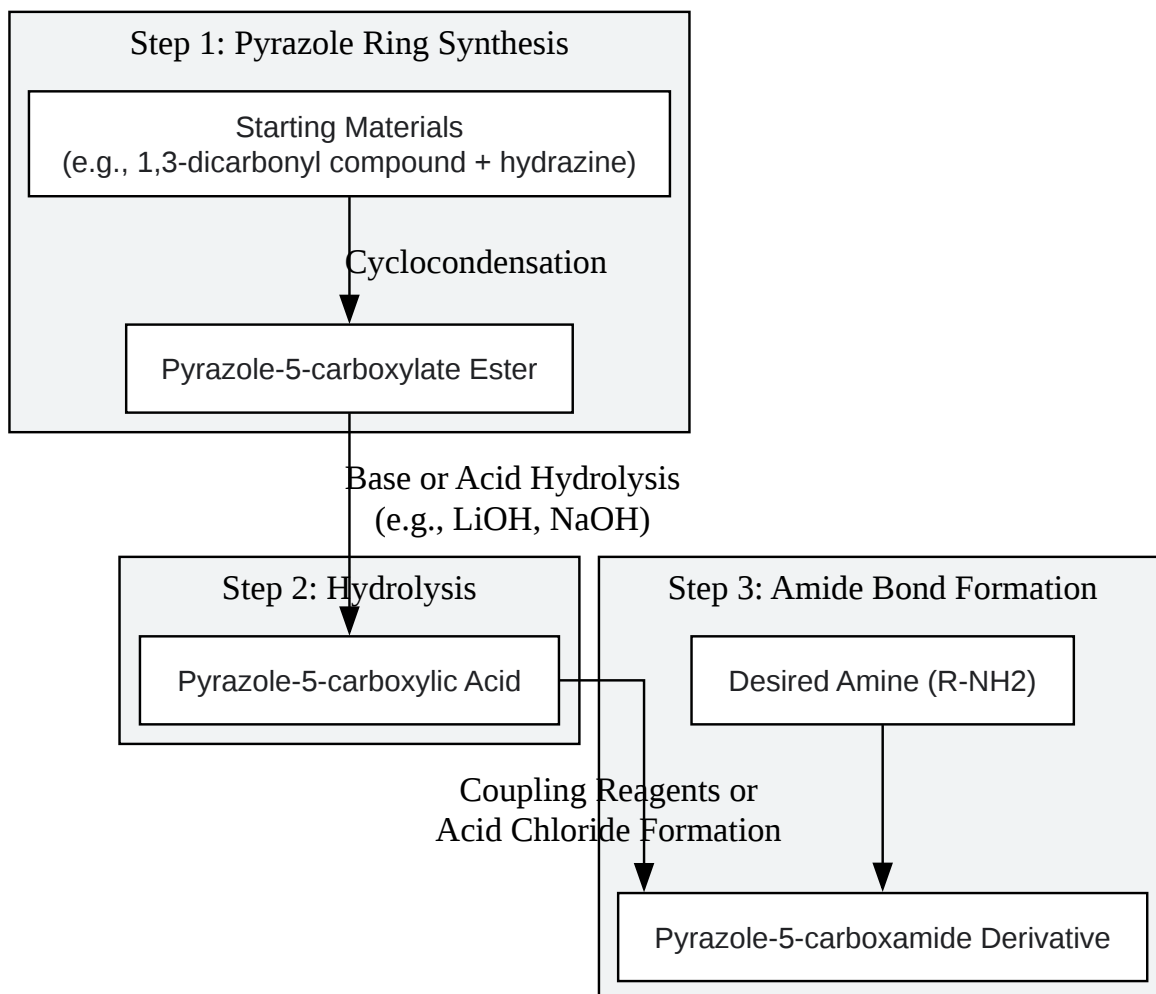 Step 1: Pyrazole Ring Synthesis
Starting Materials
(e.g., 1,3-dicarbonyl compound + hydrazine)
Cyclocondensation
Pyrazole-5-carboxylate Ester
Base or Acid Hydrolysis
(e.g., LiOH, NaOH)
Step 2: Hydrolysis
Pyrazole-5-carboxylic Acid
Step 3: Amide Bond Formation
Desired Amine (R-NH2)
Coupling Reagents or
Acid Chloride Formation
Pyrazole-5-carboxamide Derivative